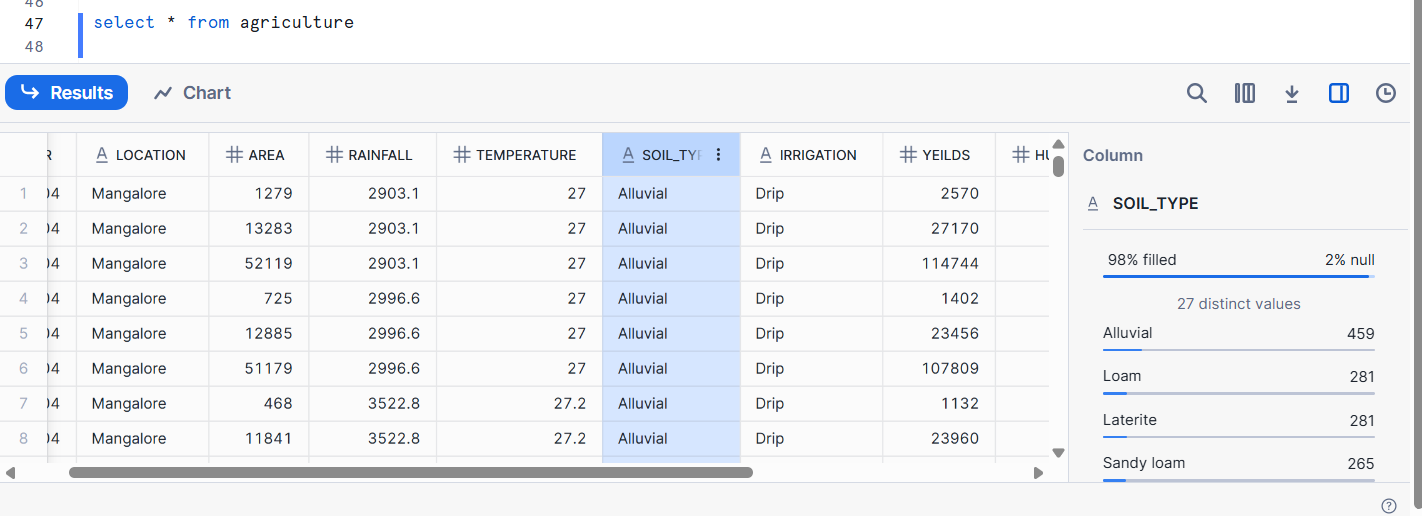 47 select * from agriculture
48
Results Chart
R LOCATION AREA RAINFALL TEMPERATURE SOIL_TYP IRRIGATION YEILDS HU
1 04 Mangalore 1279 2903.1 27 Alluvial Drip 2570
2 04 Mangalore 13283 2903.1 27 Alluvial Drip 27170
3 04 Mangalore 52119 2903.1 27 Alluvial Drip 114744
4 04 Mangalore 725 2996.6 27 Alluvial Drip 1402
5 04 Mangalore 12885 2996.6 27 Alluvial Drip 23456
6 04 Mangalore 51179 2996.6 27 Alluvial Drip 107809
7 04 Mangalore 468 3522.8 27.2 Alluvial Drip 1132
8 04 Mangalore 11841 3522.8 27.2 Alluvial Drip 23960
Column
A SOIL_TYPE
98% filled 2% null
27 distinct values
Alluvial 459
Loam 281
Laterite 281
Sandy loam 265